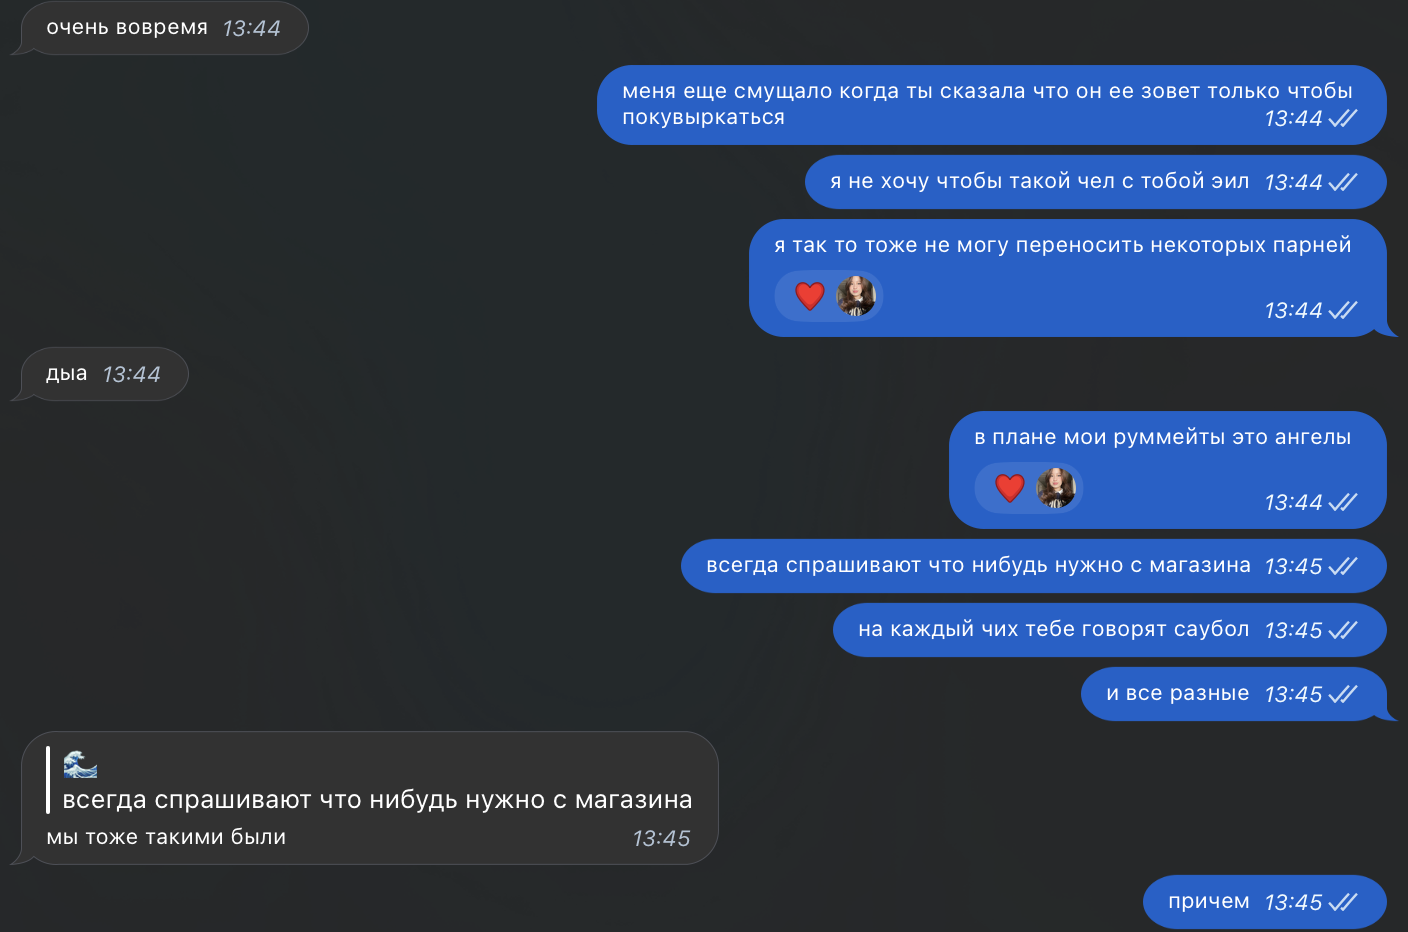 очень вовремя 13:44
меня еще смущало когда ты сказала что он ее зовет только чтобы
покувыркаться 13:44
я не хочу чтобы такой чел с тобой эил 13:44
я так то тоже не могу переносить некоторых парней
13:44
дыа 13:44
в плане мои руммейты это ангелы
13:44
всегда спрашивают что нибудь нужно с магазина 13:45
на каждый чих тебе говорят саубол 13:45
и все разные 13:45
всегда спрашивают что нибудь нужно с магазина
мы тоже такими были 13:45
причем 13:45